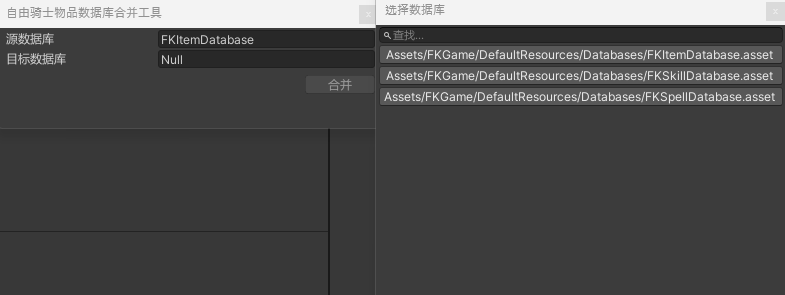 自由骑士物品数据库合并工具
x
源数据库
FKItemDatabase
目标数据库
Null
合并
选择数据库
x
查找...
Assets/FKGame/DefaultResources/Databases/FKItemDatabase.asset
Assets/FKGame/DefaultResources/Databases/FKSkillDatabase.asset
Assets/FKGame/DefaultResources/Databases/FKSpellDatabase.asset